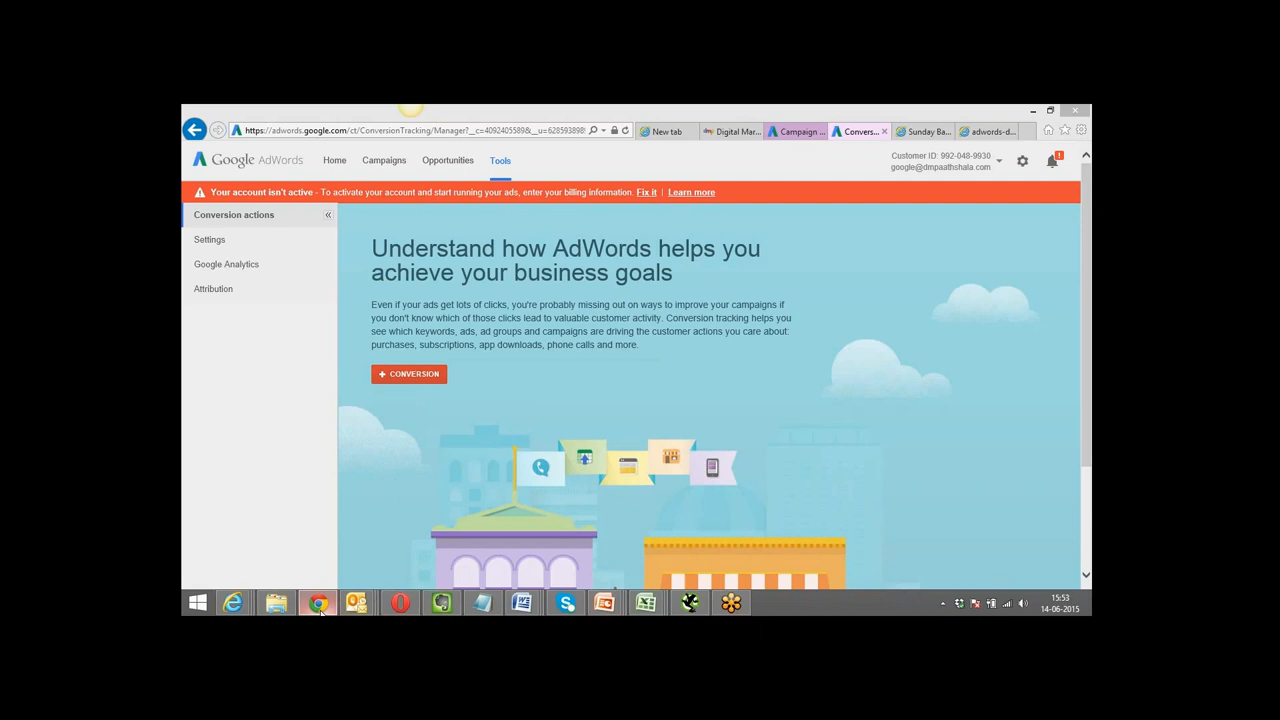 https://adwords.google.com/ct/ConversionTracking/Manager?__c=4092405589&__u=628593898
New tab
Digital Mar...
Campaign ...
Convers...
Sunday Ba...
adwords-d...
Google AdWords
Home
Campaigns
Opportunities
Tools
Customer ID: 992-048-9930
google@dmpaathshala.com
Your account isn't active - To activate your account and start running your ads, enter your billing information. Fix it | Learn more
Conversion actions
Settings
Google Analytics
Attribution
Understand how AdWords helps you
achieve your business goals
Even if your ads get lots of clicks, you're probably missing out on ways to improve your campaigns if
you don't know which of those clicks lead to valuable customer activity. Conversion tracking helps you
see which keywords, ads, ad groups and campaigns are driving the customer actions you care about:
purchases, subscriptions, app downloads, phone calls and more.
+ CONVERSION
15:53
14-06-2015